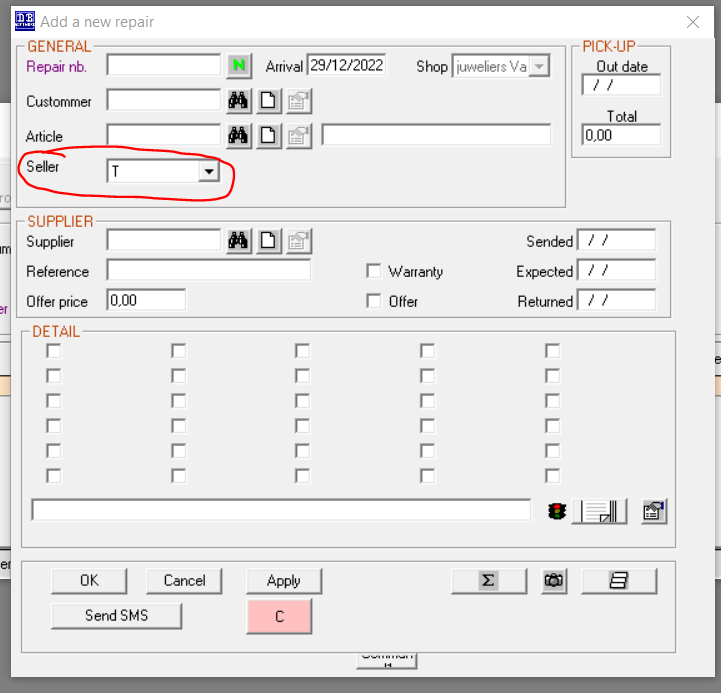 Add a new repair
GENERAL
Repair nb.
N
Arrival 29/12/2022
Shop juweliers Va
Custommer
Article
Seller T
PICK-UP
Out date
/ /
Total
0,00
SUPPLIER
Supplier
Sended / /
Reference
Warranty
Expected / /
Offer price 0,00
Offer
Returned / /
DETAIL
OK
Cancel
Apply
Σ
Send SMS
C